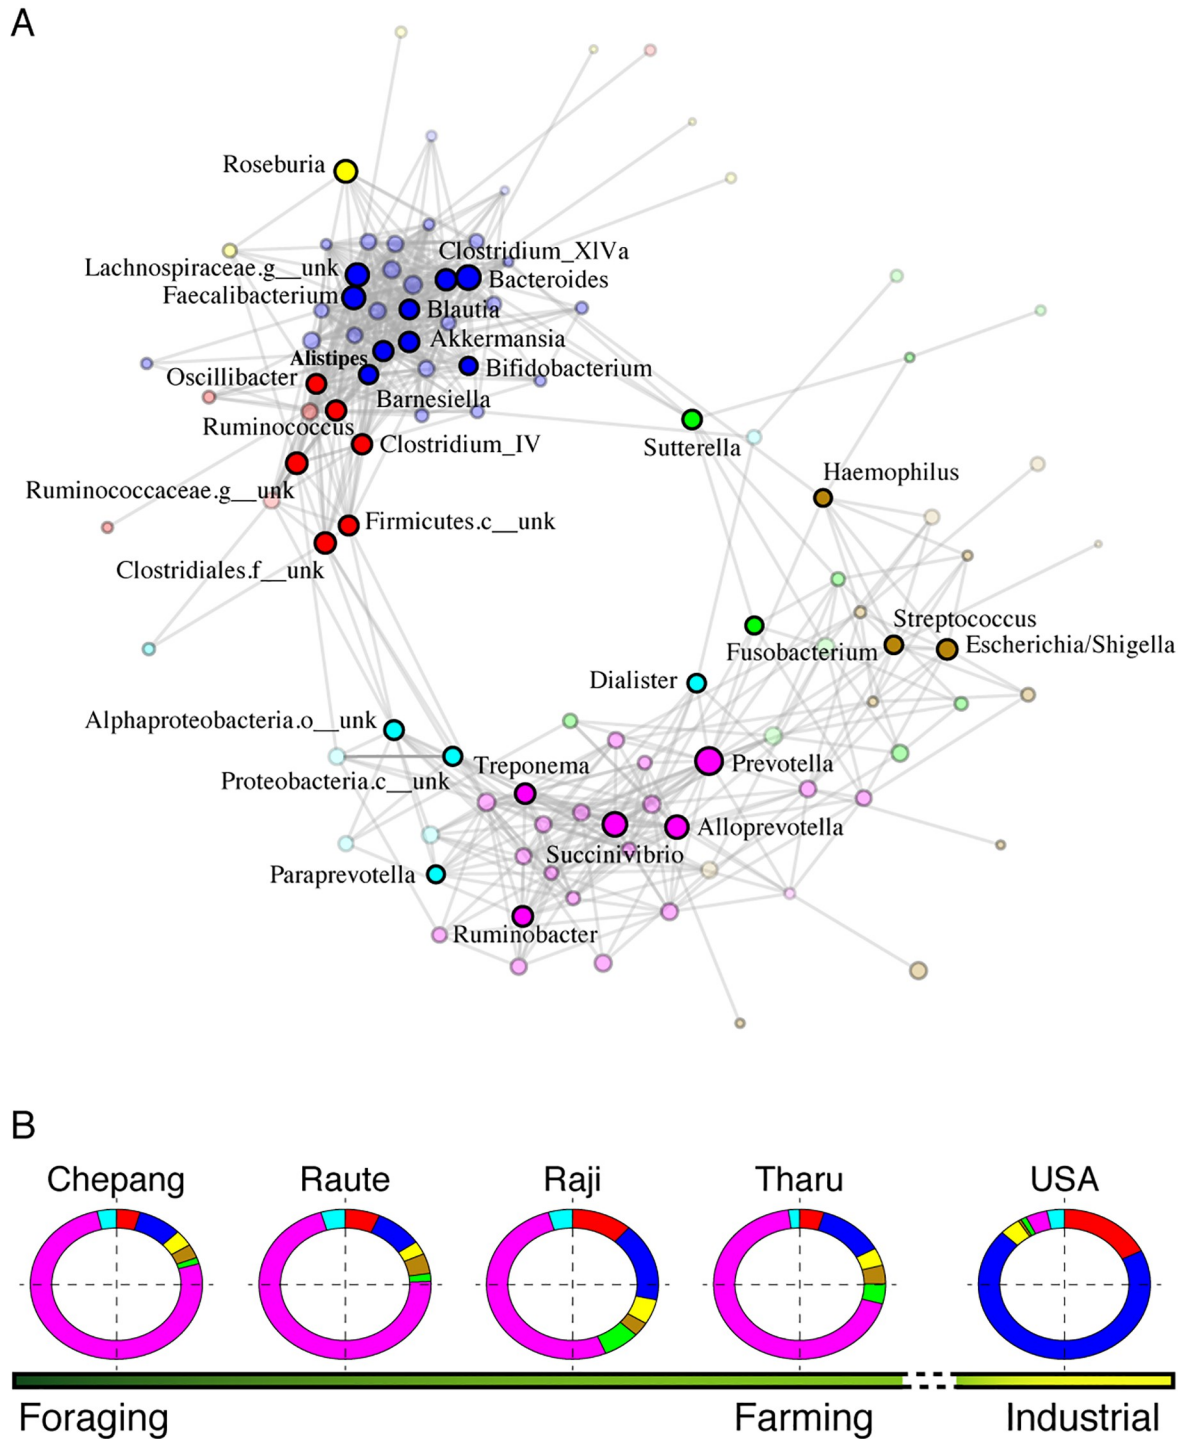 A
Roseburia
Clostridium_XIVa
Lachnospiraceae.g__unk
Bacteroides
Faecalibacterium
Blautia
Akkermansia
Alistipes
Bifidobacterium
Oscillibacter
Barnesiella
Ruminococcus
Clostridium_IV
Sutterella
Haemophilus
Ruminococcaceae.g__unk
Firmicutes.c__unk
Clostridiales.f__unk
Streptococcus
Fusobacterium
Escherichia/Shigella
Dialister
Alphaproteobacteria.o__unk
Prevotella
Treponema
Proteobacteria.c__unk
Alloprevotella
Succinivibrio
Paraprevotella
Ruminobacter
B
Chepang Raute Raji Tharu USA
Foraging Farming Industrial